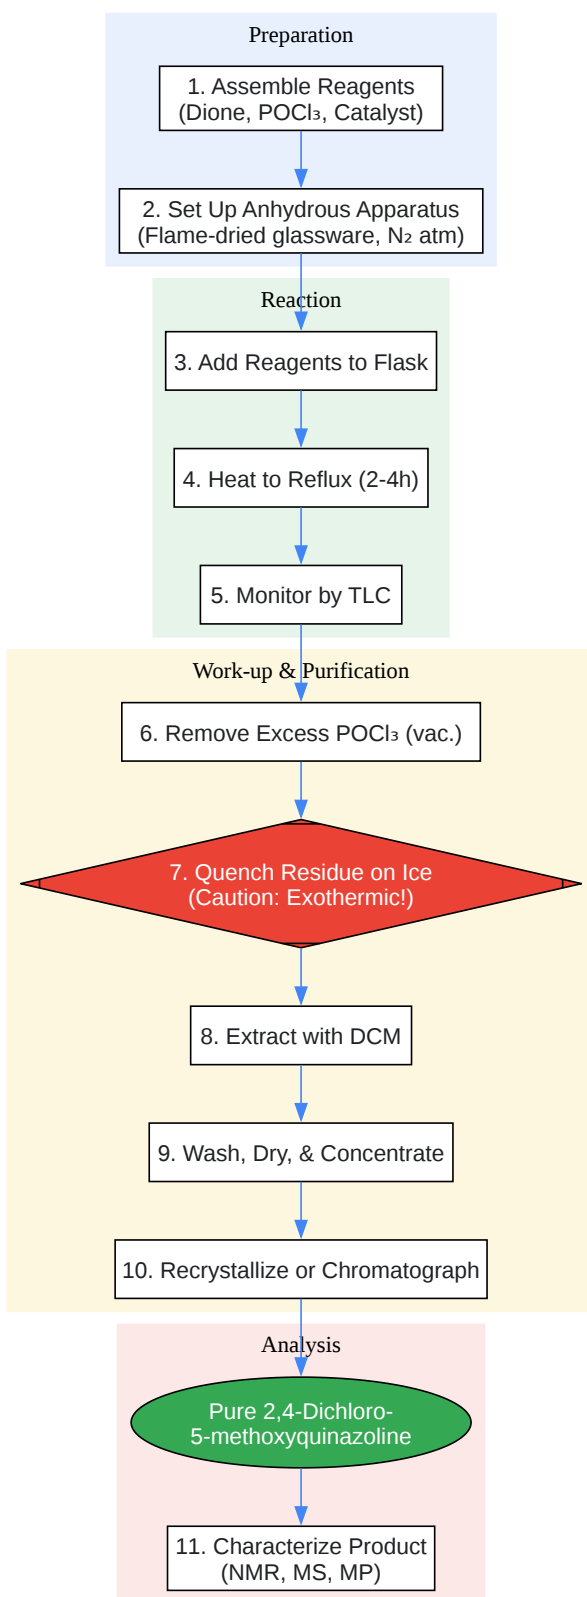 Preparation
1. Assemble Reagents
(Dione, POCl₃, Catalyst)
2. Set Up Anhydrous Apparatus
(Flame-dried glassware, N₂ atm)
Reaction
3. Add Reagents to Flask
4. Heat to Reflux (2-4h)
5. Monitor by TLC
Work-up & Purification
6. Remove Excess POCl₃ (vac.)
7. Quench Residue on Ice
(Caution: Exothermic!)
8. Extract with DCM
9. Wash, Dry, & Concentrate
10. Recrystallize or Chromatograph
Analysis
Pure 2,4-Dichloro-
5-methoxyquinazoline
11. Characterize Product
(NMR, MS, MP)